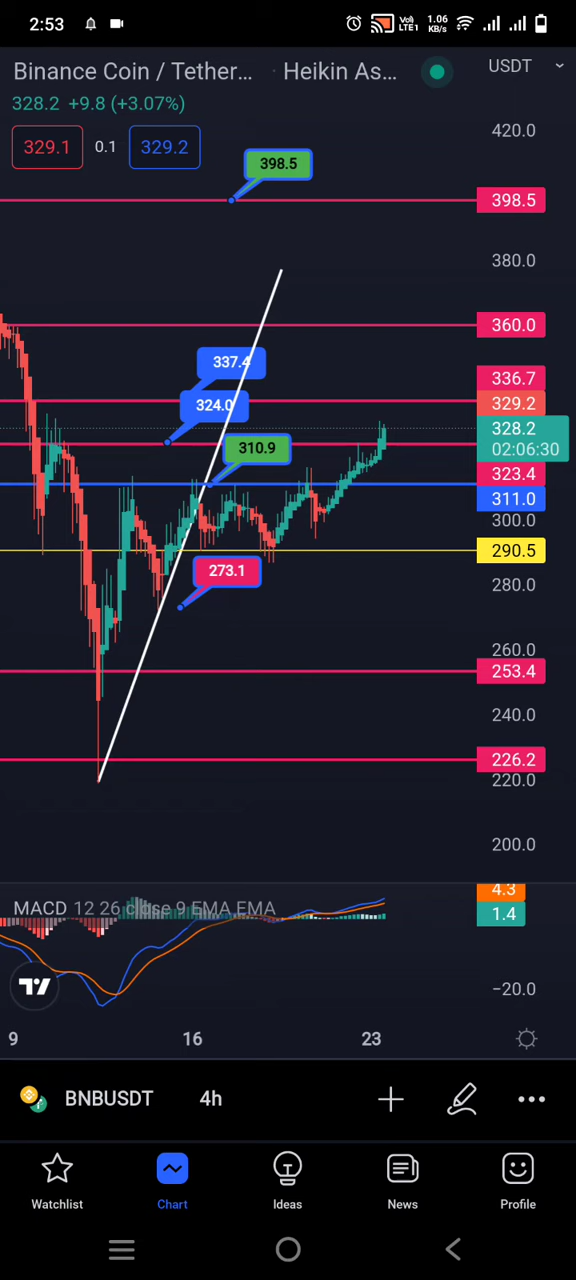 2:53
VoLTE1
1.06
KB/s
Binance Coin / Tether…
· Heikin As…
USDT
328.2 +9.8 (+3.07%)
329.1
0.1
329.2
420.0
398.5
398.5
380.0
360.0
337.4
336.7
324.0
329.2
328.2
02:06:30
310.9
323.4
311.0
300.0
290.5
273.1
280.0
260.0
253.4
240.0
226.2
220.0
200.0
MACD 12 26 close 9 EMA EMA
4.3
1.4
−20.0
9
16
23
BNBUSDT
4h
Watchlist
Chart
Ideas
News
Profile